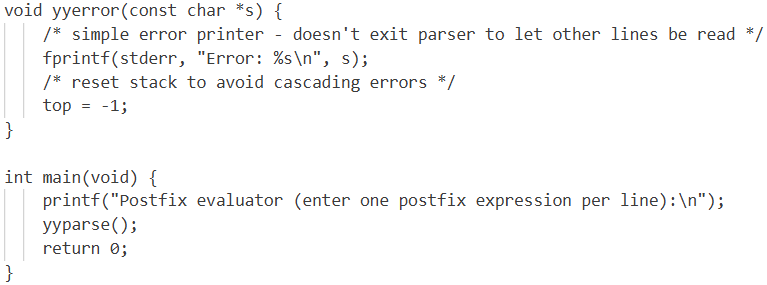 void yyerror(const char *s) {
    /* simple error printer - doesn't exit parser to let other lines be read */
    fprintf(stderr, "Error: %s\n", s);
    /* reset stack to avoid cascading errors */
    top = -1;
}

int main(void) {
    printf("Postfix evaluator (enter one postfix expression per line):\n");
    yyparse();
    return 0;
}